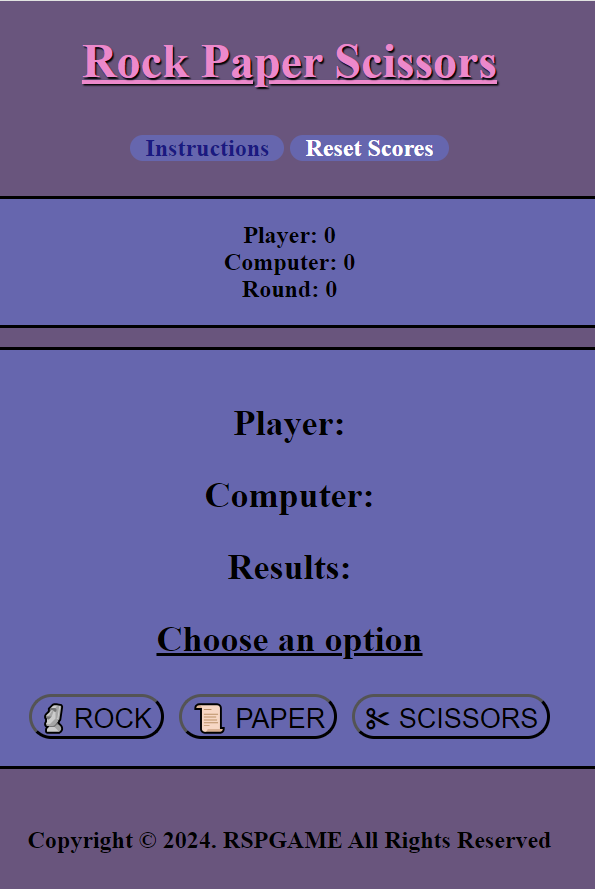 Rock Paper Scissors
Instructions Reset Scores
Player: 0
Computer: 0
Round: 0
Player:
Computer:
Results:
Choose an option
ROCK PAPER SCISSORS
Copyright © 2024. RSPGAME All Rights Reserved